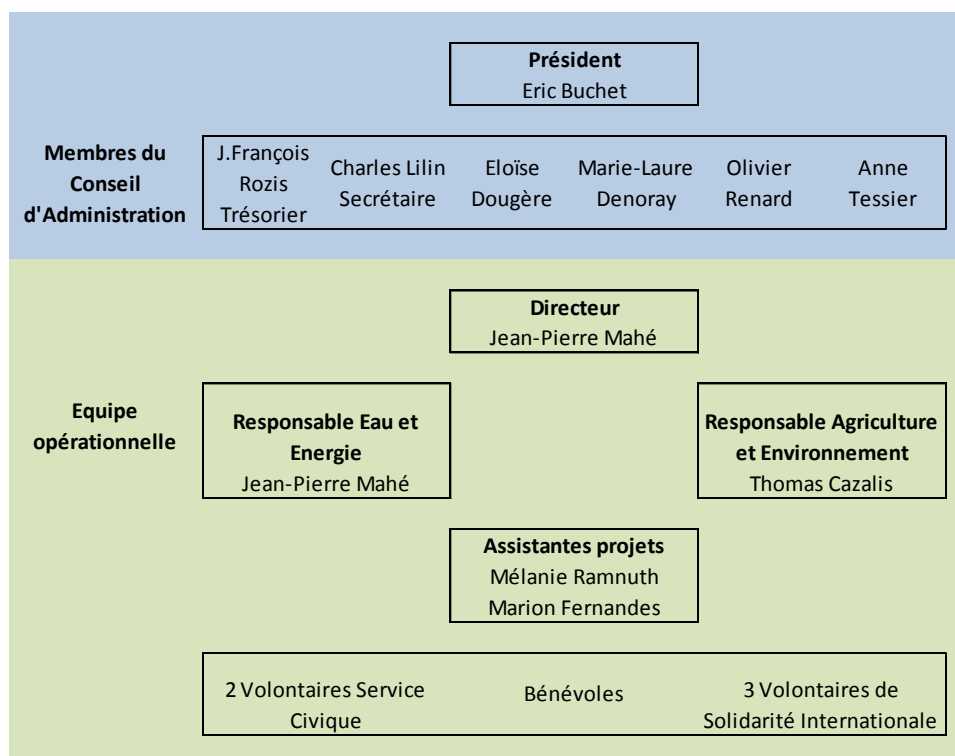 Président
Eric Buchet
Membres du
Conseil
d'Administration
J.François
Rozis
Trésorier
Charles Lilin
Secrétaire
Eloïse
Dougère
Marie-Laure
Denoray
Olivier
Renard
Anne
Tessier
Directeur
Jean-Pierre Mahé
Equipe
opérationnelle
Responsable Eau et
Energie
Jean-Pierre Mahé
Responsable Agriculture
et Environnement
Thomas Cazalis
Assistantes projets
Mélanie Ramnuth
Marion Fernandes
2 Volontaires Service
Civique
Bénévoles
3 Volontaires de
Solidarité Internationale